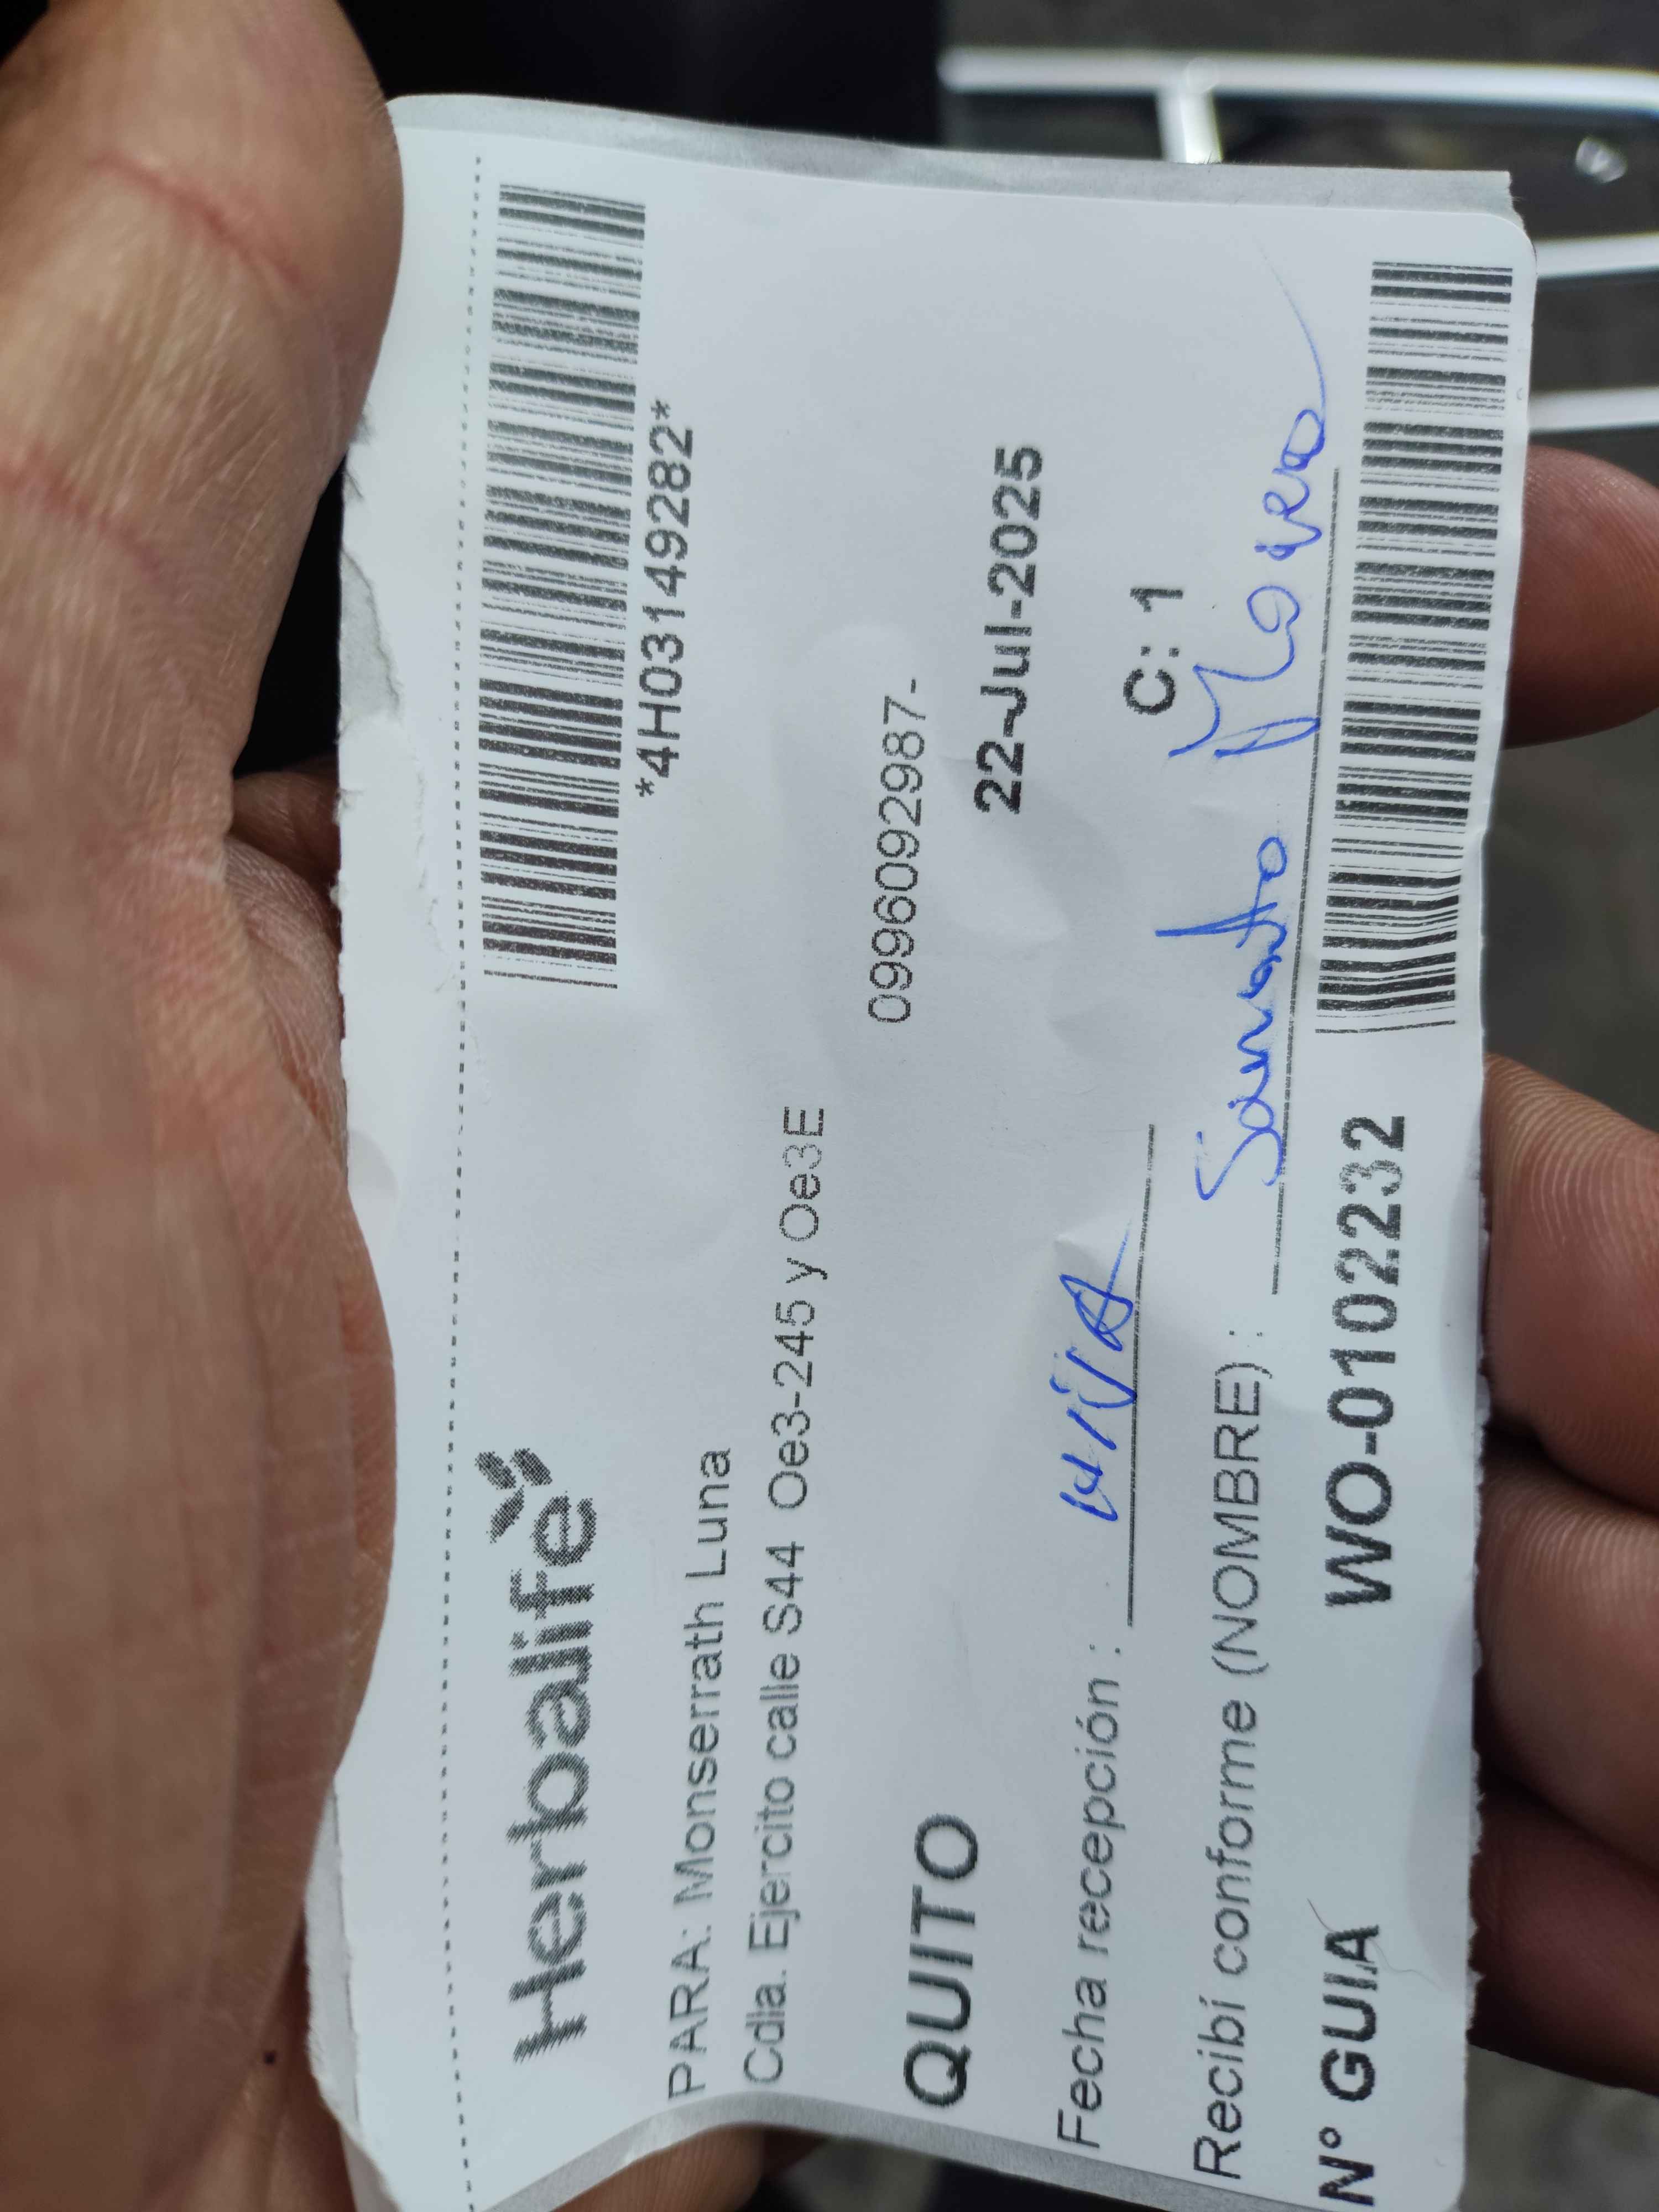 Herbalife
*4H03149282*
PARA: Monserrath Luna
Cdla. Ejercito calle S44 Oe3-245 y Oe3E
0996092987-
QUITO
22-Jul-2025
Fecha recepción :
C: 1
Recibí conforme (NOMBRE) :
N° GUIA WO-0102232